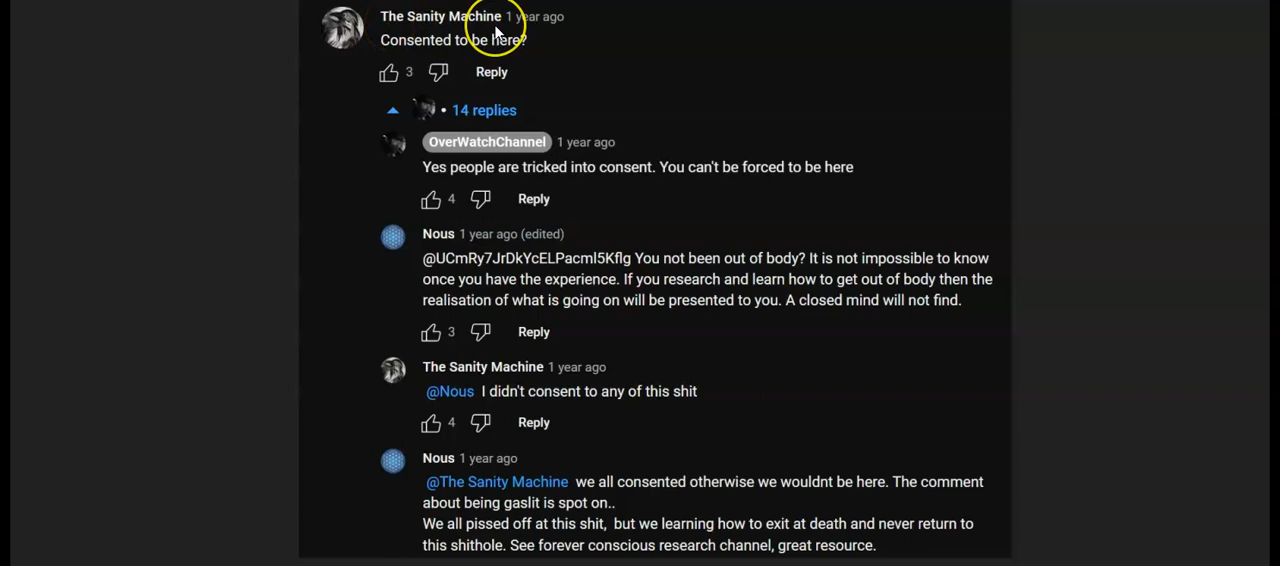 The Sanity Machine 1 year ago
Consented to be here?
3 Reply
• 14 replies
OverWatchChannel 1 year ago
Yes people are tricked into consent. You can't be forced to be here
4 Reply
Nous 1 year ago (edited)
@UCmRy7JrDkYcELPacml5Kflg You not been out of body? It is not impossible to know
once you have the experience. If you research and learn how to get out of body then the
realisation of what is going on will be presented to you. A closed mind will not find.
3 Reply
The Sanity Machine 1 year ago
@Nous I didn't consent to any of this shit
4 Reply
Nous 1 year ago
@The Sanity Machine we all consented otherwise we wouldnt be here. The comment
about being gaslit is spot on..
We all pissed off at this shit, but we learning how to exit at death and never return to
this shithole. See forever conscious research channel, great resource.